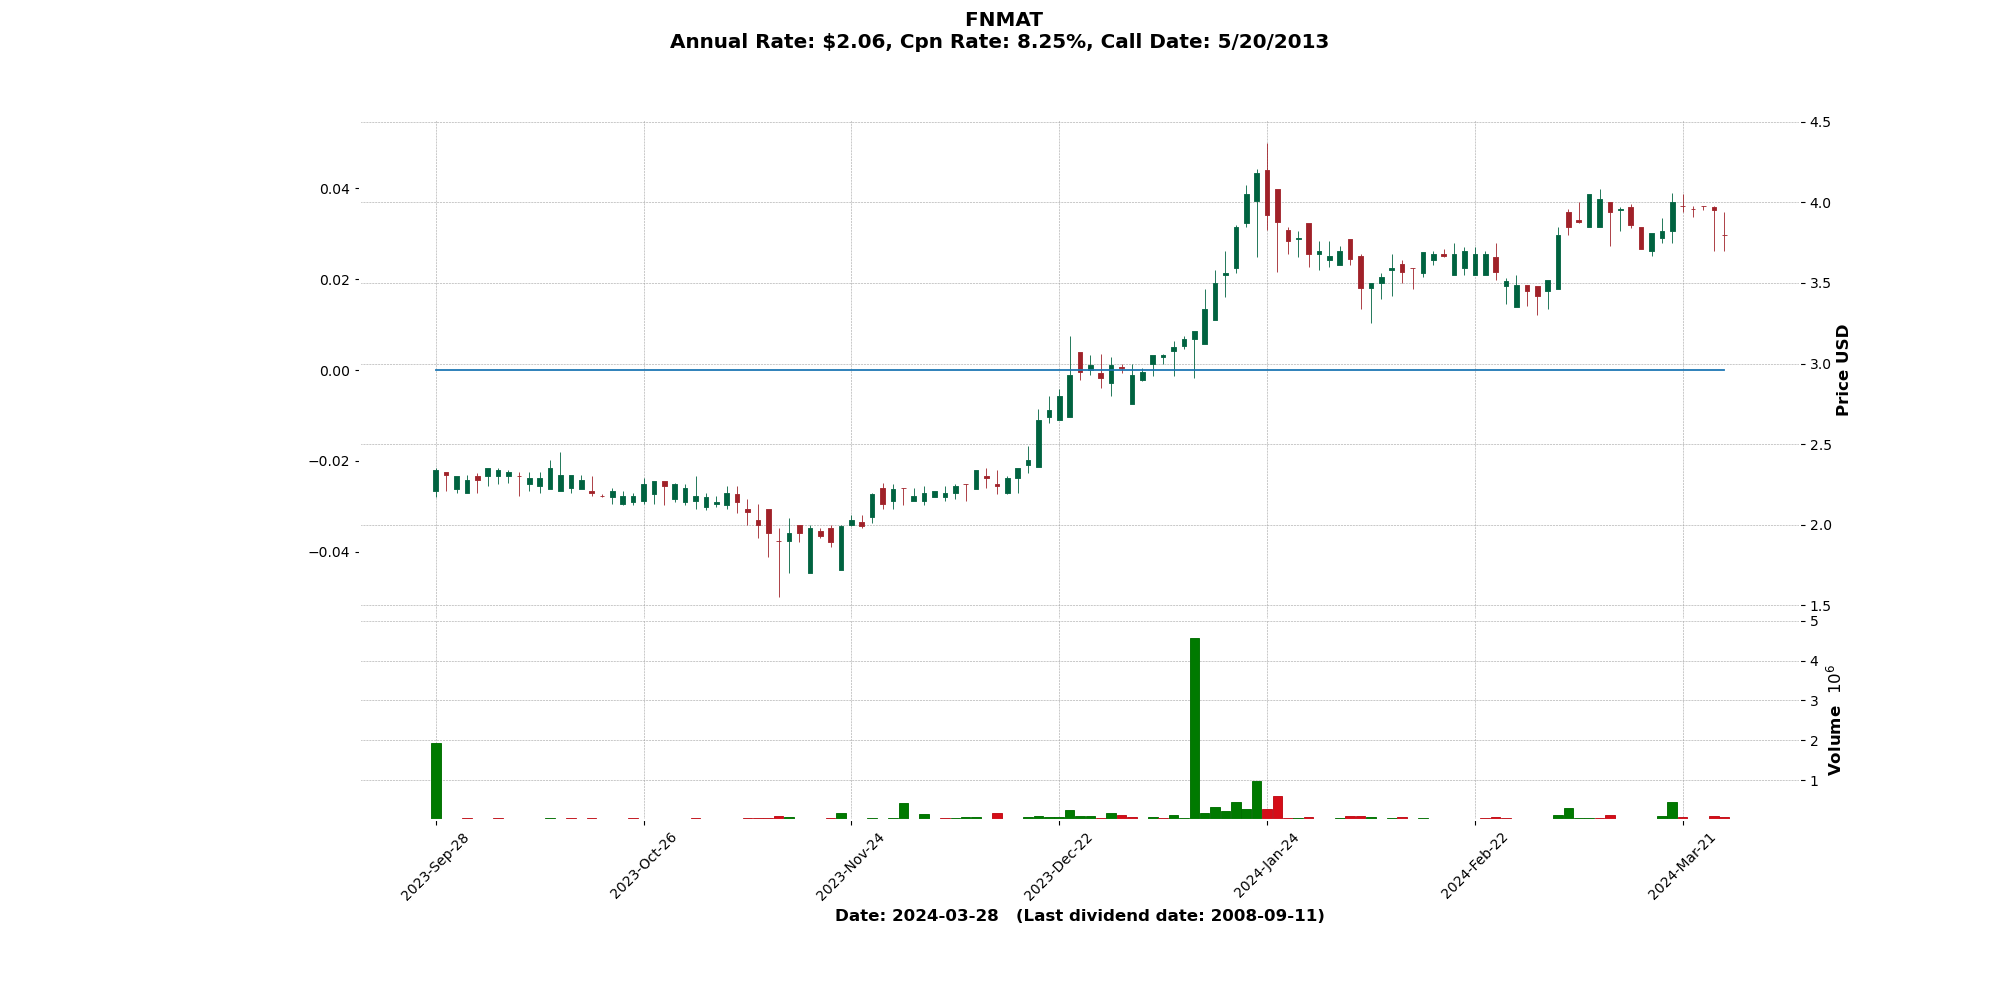 FNMAT
Annual Rate: $2.06, Cpn Rate: 8.25%, Call Date: 5/20/2013
4.5
0.04
4.0
0.02
3.5
Price USD
0.00
3.0
2.5
−0.02
2.0
−0.04
1.5
5
4
3
2
1
Volume 10^6
2023-Sep-28
2023-Oct-26
2023-Nov-24
2023-Dec-22
2024-Jan-24
2024-Feb-22
2024-Mar-21
Date: 2024-03-28 (Last dividend date: 2008-09-11)